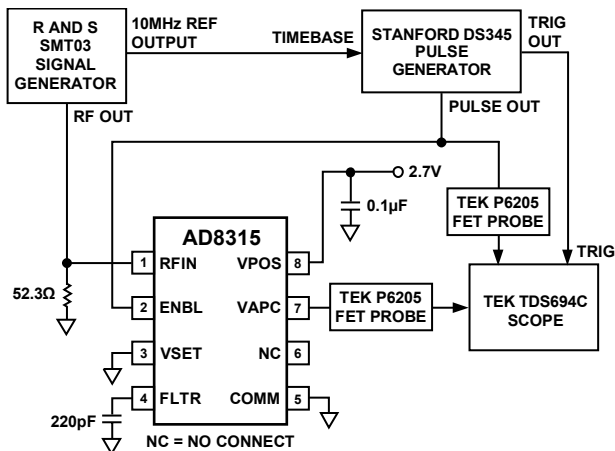 R AND S
SMT03
SIGNAL
GENERATOR
10MHz REF
OUTPUT
TIMEBASE
STANFORD DS345
PULSE
GENERATOR
TRIG
OUT
RF OUT
PULSE OUT
2.7V
0.1µF
TEK P6205
FET PROBE
TRIG
AD8315
1 RFIN
VPOS 8
52.3Ω
2 ENBL
VAPC 7
TEK P6205
FET PROBE
TEK TDS694C
SCOPE
3 VSET
NC 6
4 FLTR
COMM 5
220pF
NC = NO CONNECT